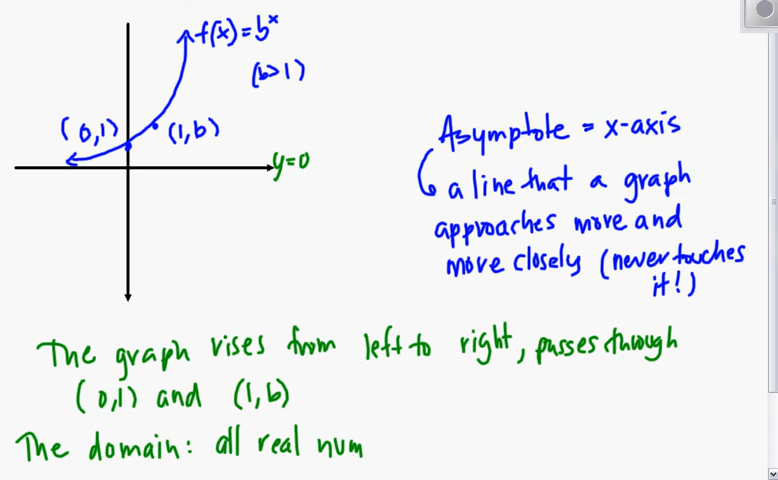 f(x) = b^x
(b>1)
(0,1)
(1,b)
y=0
Asymptote = x-axis
a line that a graph
approaches more and
more closely (never touches
it!)
The graph rises from left to right, passes through
(0,1) and (1,b)
The domain: all real num